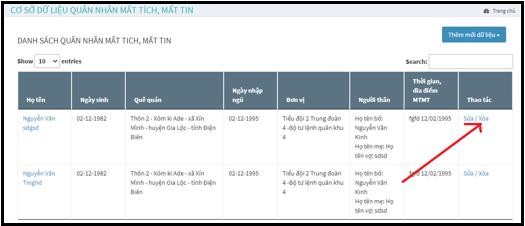 CƠ SỞ DỮ LIỆU QUÂN NHÂN MẤT TÍCH, MẤT TIN
Trang chủ
Thêm mới dữ liệu
DANH SÁCH QUÂN NHÂN MẤT TICH, MẤT TIN
Show 10 entries
Search:
Họ tên Ngày sinh Quê quán Ngày nhập ngũ Đơn vị Người thân Thời gian, địa điểm MTMT Thao tác
Nguyễn Văn sdgsd 02-12-1982 Thôn 2 - Xóm ki Ade - xã Xín Minh - huyện Gia Lộc - tỉnh Điện Biên 02-12-1995 Tiểu đội 2 Trung đoàn 4 -Bộ tư lệnh quân khu 4 Họ tên bố: Nguyễn Văn Kinh Họ tên mẹ: Họ tên vợ: sdsd fgfd 12/02/1995 Sửa / Xóa
Nguyễn Văn Tinghd 02-12-1982 Thôn 2 - Xóm ki Ade - xã Xín Minh - huyện Gia Lộc - tỉnh Điện Biên 02-12-1995 Tiểu đội 2 Trung đoàn 4 -Bộ tư lệnh quân khu 4 Họ tên bố: Nguyễn Văn Kinh Họ tên mẹ: Họ tên vợ: sdsd fgfd 12/02/1995 Sửa / Xóa